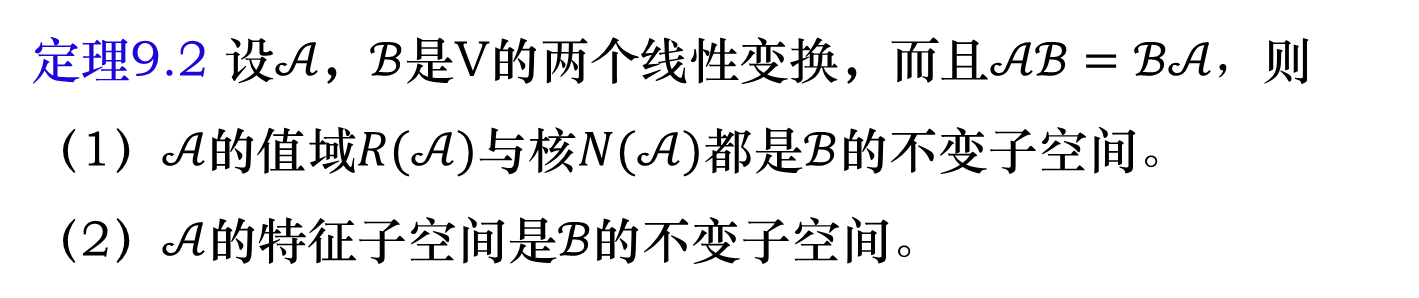 定理9.2 设𝒜，ℬ是V的两个线性变换，而且𝒜ℬ = ℬ𝒜，则
（1）𝒜的值域R(𝒜)与核N(𝒜)都是ℬ的不变子空间。
（2）𝒜的特征子空间是ℬ的不变子空间。